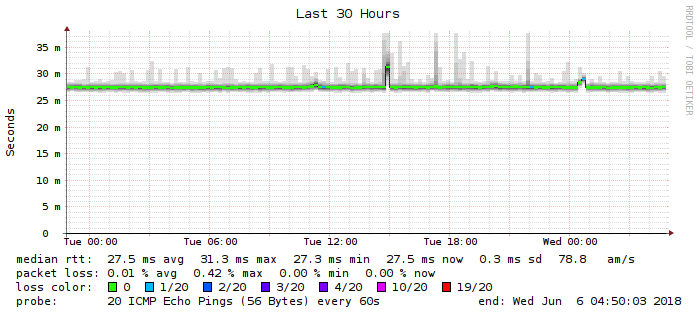 Last 30 Hours
RRDTOOL / TOBI OETIKER
Seconds
35 m
30 m
25 m
20 m
15 m
10 m
5 m
0
Tue 00:00 Tue 06:00 Tue 12:00 Tue 18:00 Wed 00:00
median rtt: 27.5 ms avg 31.3 ms max 27.3 ms min 27.5 ms now 0.3 ms sd 78.8 am/s
packet loss: 0.01 % avg 0.42 % max 0.00 % min 0.00 % now
loss color: 0 1/20 2/20 3/20 4/20 10/20 19/20
probe: 20 ICMP Echo Pings (56 Bytes) every 60s end: Wed Jun 6 04:50:03 2018